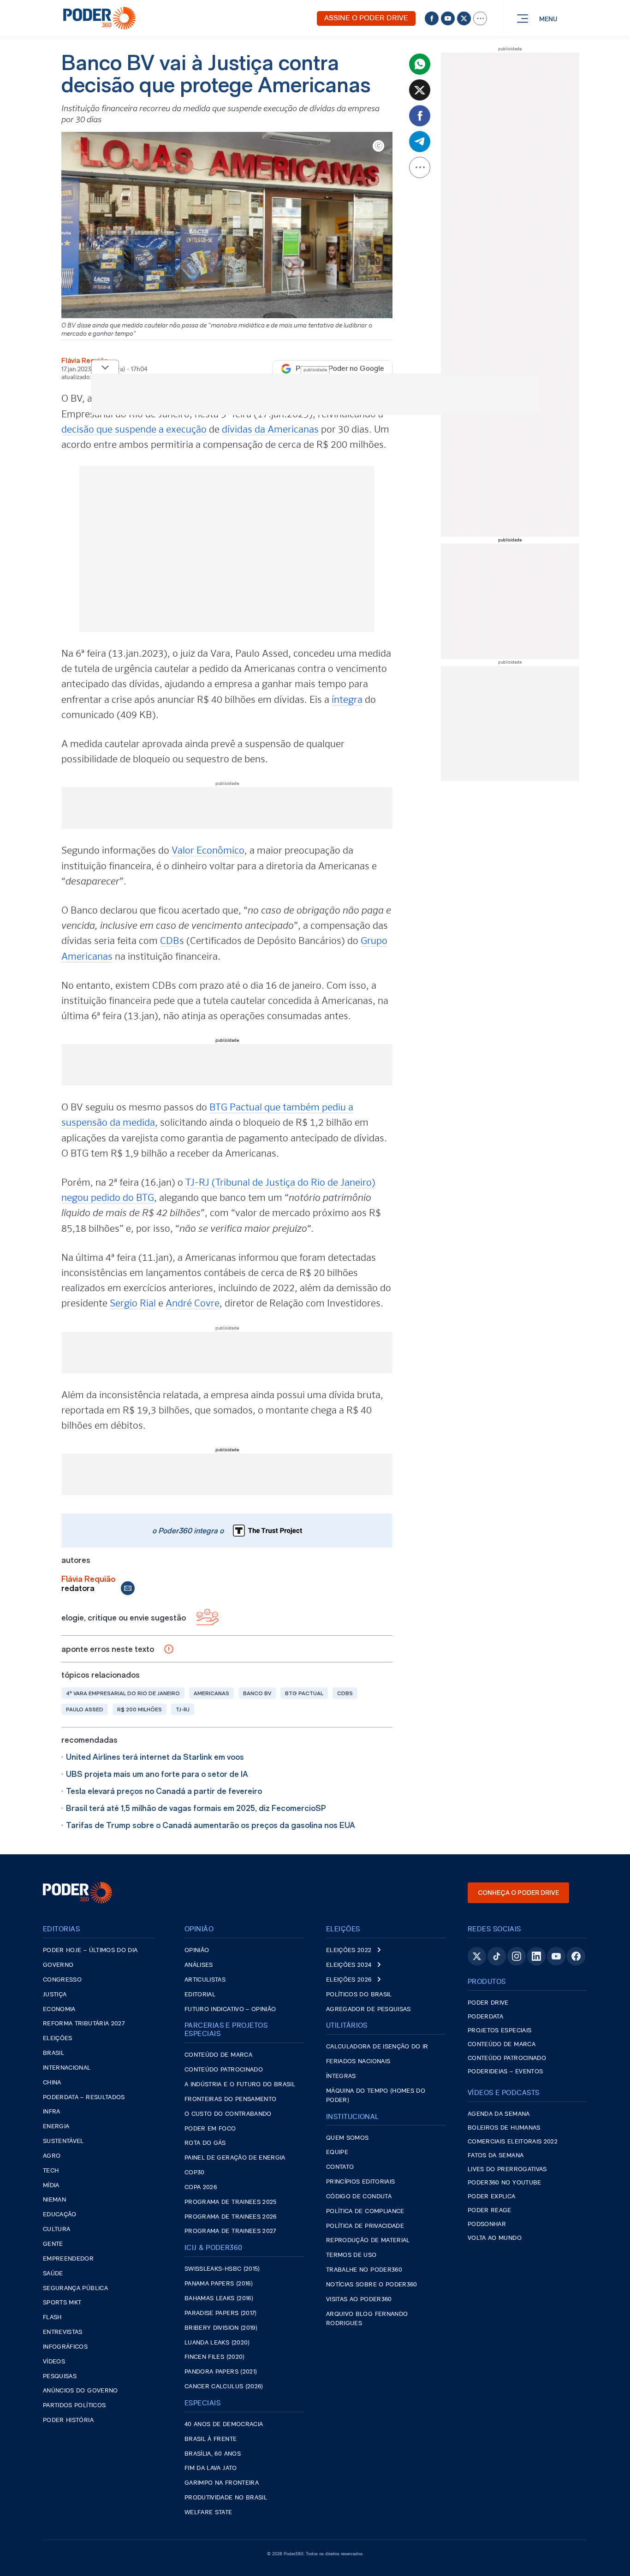 PODER 360
ASSINE O PODER DRIVE
MENU
publicidade
Banco BV vai à Justiça contra
decisão que protege Americanas
Instituição financeira recorreu da medida que suspende execução de dívidas da empresa
por 30 dias
LOJAS AMERICANAS
LACTA
O BV disse ainda que medida cautelar não passa de "manobra midiática e de mais uma tentativa de ludibriar o
mercado e ganhar tempo"
Flávia
17.jan.2023 - 17h04
atualizado
Poder no Google
publicidade
O BV, a
decisão que suspende a execução de dívidas da Americanas por 30 dias. Um
acordo entre ambos permitiria a compensação de cerca de R$ 200 milhões.
publicidade
publicidade
Na 6ª feira (13.jan.2023), o juiz da Vara, Paulo Assed, concedeu uma medida
de tutela de urgência cautelar a pedido da Americanas contra o vencimento
antecipado das dívidas, ajudando a empresa a ganhar mais tempo para
enfrentar a crise após anunciar R$ 40 bilhões em dívidas. Eis a íntegra do
comunicado (409 KB).
A medida cautelar aprovada ainda prevê a suspensão de qualquer
possibilidade de bloqueio ou sequestro de bens.
publicidade
Segundo informações do Valor Econômico, a maior preocupação da
instituição financeira, é o dinheiro voltar para a diretoria da Americanas e
"desaparecer".
O Banco declarou que ficou acertado que, "no caso de obrigação não paga e
vencida, inclusive em caso de vencimento antecipado", a compensação das
dívidas seria feita com CDBs (Certificados de Depósito Bancários) do Grupo
Americanas na instituição financeira.
No entanto, existem CDBs com prazo até o dia 16 de janeiro. Com isso, a
instituição financeira pede que a tutela cautelar concedida à Americanas, na
última 6ª feira (13.jan), não atinja as operações consumadas antes.
publicidade
O BV seguiu os mesmo passos do BTG Pactual que também pediu a
suspensão da medida, solicitando ainda o bloqueio de R$ 1,2 bilhão em
aplicações da varejista como garantia de pagamento antecipado de dívidas.
O BTG tem R$ 1,9 bilhão a receber da Americanas.
Porém, na 2ª feira (16.jan) o TJ-RJ (Tribunal de Justiça do Rio de Janeiro)
negou pedido do BTG, alegando que banco tem um "notório patrimônio
líquido de mais de R$ 42 bilhões", com "valor de mercado próximo aos R$
85,18 bilhões" e, por isso, "não se verifica maior prejuízo".
Na última 4ª feira (11.jan), a Americanas informou que foram detectadas
inconsistências em lançamentos contábeis de cerca de R$ 20 bilhões
realizados em exercícios anteriores, incluindo de 2022, além da demissão do
presidente Sergio Rial e André Covre, diretor de Relação com Investidores.
publicidade
Além da inconsistência relatada, a empresa ainda possui uma dívida bruta,
reportada em R$ 19,3 bilhões, que somados, o montante chega a R$ 40
bilhões em débitos.
publicidade
o Poder360 integra o The Trust Project
autores
Flávia Requião
redatora
elogie, critique ou envie sugestão
aponte erros neste texto
tópicos relacionados
4ª VARA EMPRESARIAL DO RIO DE JANEIRO AMERICANAS BANCO BV BTG PACTUAL CDBS
PAULO ASSED R$ 200 MILHÕES TJ-RJ
recomendadas
United Airlines terá internet da Starlink em voos
UBS projeta mais um ano forte para o setor de IA
Tesla elevará preços no Canadá a partir de fevereiro
Brasil terá até 1,5 milhão de vagas formais em 2025, diz FecomercioSP
Tarifas de Trump sobre o Canadá aumentarão os preços da gasolina nos EUA
PODER 360
CONHEÇA O PODER DRIVE
EDITORIAS
PODER HOJE – ÚLTIMOS DO DIA
GOVERNO
CONGRESSO
JUSTIÇA
ECONOMIA
REFORMA TRIBUTÁRIA 2027
ELEIÇÕES
BRASIL
INTERNACIONAL
CHINA
PODERDATA – RESULTADOS
INFRA
ENERGIA
SUSTENTÁVEL
AGRO
TECH
MÍDIA
NIEMAN
EDUCAÇÃO
CULTURA
GENTE
EMPREENDEDOR
SAÚDE
SEGURANÇA PÚBLICA
SPORTS MKT
FLASH
ENTREVISTAS
INFOGRÁFICOS
VÍDEOS
PESQUISAS
ANÚNCIOS DO GOVERNO
PARTIDOS POLÍTICOS
PODER HISTÓRIA
OPINIÃO
OPINIÃO
ANÁLISES
ARTICULISTAS
EDITORIAL
FUTURO INDICATIVO – OPINIÃO
PARCERIAS E PROJETOS
ESPECIAIS
CONTEÚDO DE MARCA
CONTEÚDO PATROCINADO
A INDÚSTRIA E O FUTURO DO BRASIL
FRONTEIRAS DO PENSAMENTO
O CUSTO DO CONTRABANDO
PODER EM FOCO
ROTA DO GÁS
PAINEL DE GERAÇÃO DE ENERGIA
COP30
COPA 2026
PROGRAMA DE TRAINEES 2025
PROGRAMA DE TRAINEES 2026
PROGRAMA DE TRAINEES 2027
ICIJ & PODER360
SWISSLEAKS-HSBC (2015)
PANAMA PAPERS (2016)
BAHAMAS LEAKS (2016)
PARADISE PAPERS (2017)
BRIBERY DIVISION (2019)
LUANDA LEAKS (2020)
FINCEN FILES (2020)
PANDORA PAPERS (2021)
CANCER CALCULUS (2026)
ESPECIAIS
40 ANOS DE DEMOCRACIA
BRASIL À FRENTE
BRASÍLIA, 60 ANOS
FIM DA LAVA JATO
GARIMPO NA FRONTEIRA
PRODUTIVIDADE NO BRASIL
WELFARE STATE
ELEIÇÕES
ELEIÇÕES 2022
ELEIÇÕES 2024
ELEIÇÕES 2026
POLÍTICOS DO BRASIL
AGREGADOR DE PESQUISAS
UTILITÁRIOS
CALCULADORA DE ISENÇÃO DO IR
FERIADOS NACIONAIS
ÍNTEGRAS
MÁQUINA DO TEMPO (HOMES DO
PODER)
INSTITUCIONAL
QUEM SOMOS
EQUIPE
CONTATO
PRINCÍPIOS EDITORIAIS
CÓDIGO DE CONDUTA
POLÍTICA DE COMPLIANCE
POLÍTICA DE PRIVACIDADE
REPRODUÇÃO DE MATERIAL
TERMOS DE USO
TRABALHE NO PODER360
NOTÍCIAS SOBRE O PODER360
VISITAS AO PODER360
ARQUIVO BLOG FERNANDO
RODRIGUES
REDES SOCIAIS
PRODUTOS
PODER DRIVE
PODERDATA
PROJETOS ESPECIAIS
CONTEÚDO DE MARCA
CONTEÚDO PATROCINADO
PODERIDEIAS – EVENTOS
VÍDEOS E PODCASTS
AGENDA DA SEMANA
BOLEIROS DE HUMANAS
COMERCIAIS ELEITORAIS 2022
FATOS DA SEMANA
LIVES DO PRERROGATIVAS
PODER360 NO YOUTUBE
PODER EXPLICA
PODER REAGE
PODSONHAR
VOLTA AO MUNDO
© 2026 Poder360. Todos os direitos reservados.